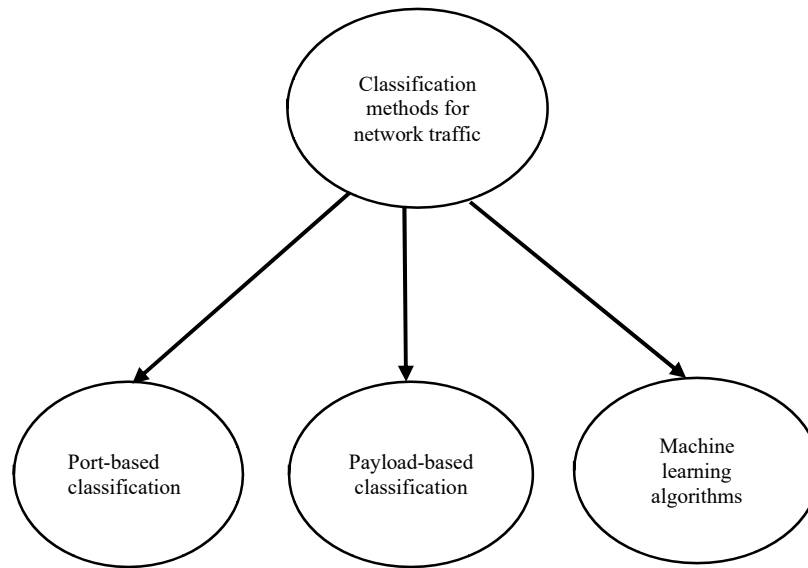 Classification
methods for
network traffic
Port-based
classification
Payload-based
classification
Machine
learning
algorithms